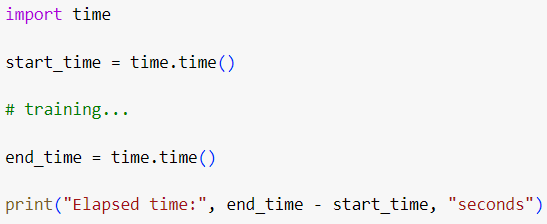 import time
start_time = time.time()
# training...
end_time = time.time()
print("Elapsed time:", end_time - start_time, "seconds")